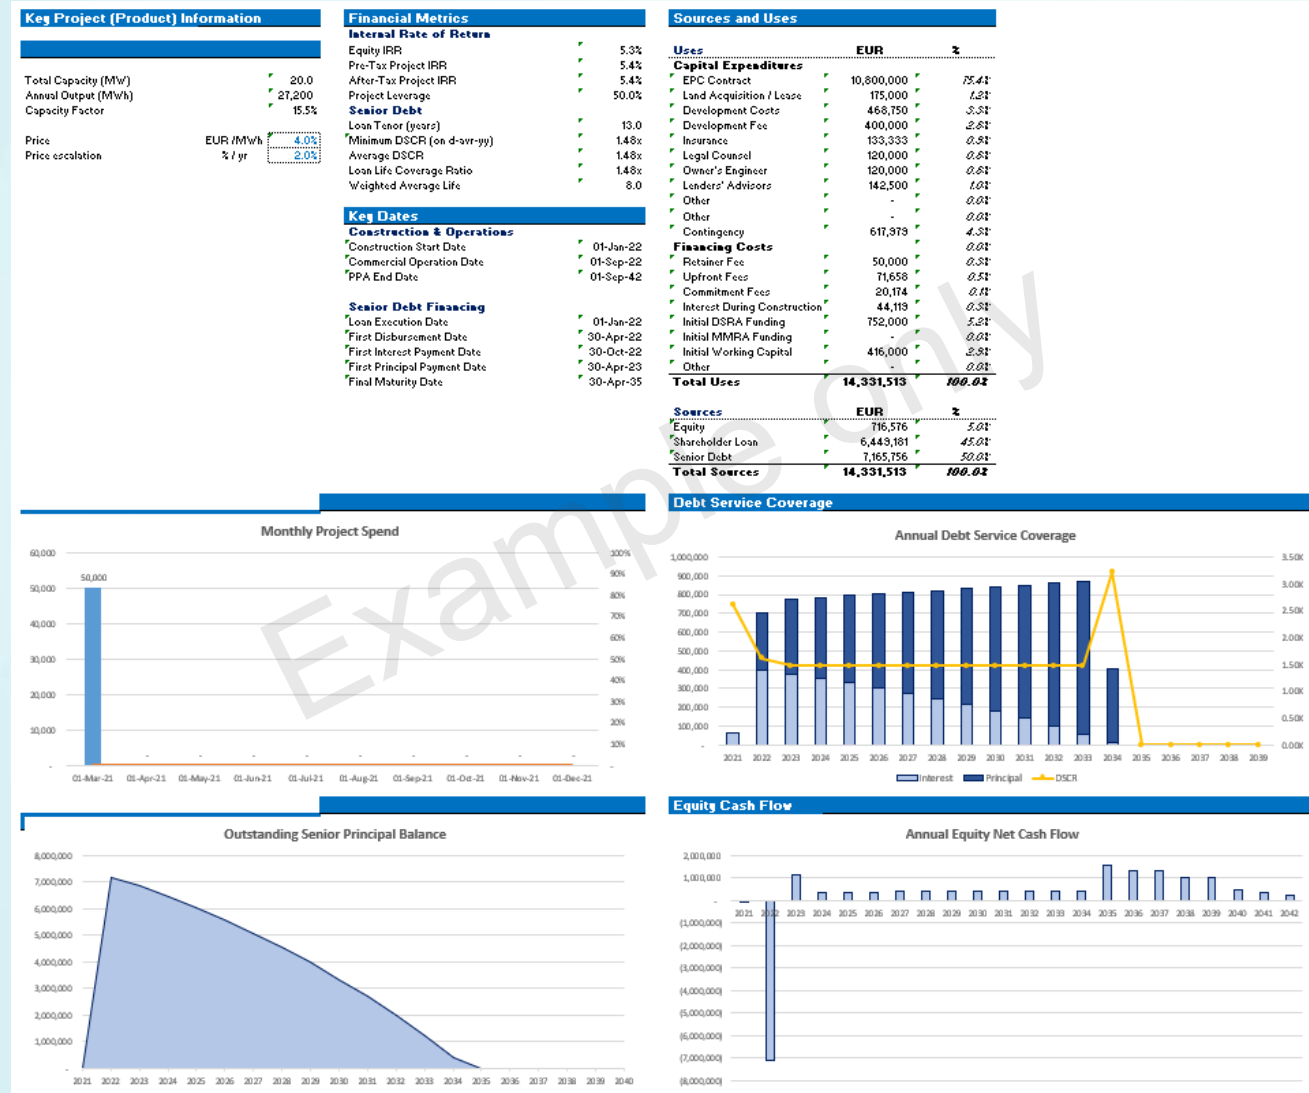 Key Project (Product) Information
Total Capacity (MW) 20.0
Annual Output (MWh) 27,200
Capacity Factor 15.5%
Price EUR /MWh 4.0%
Price escalation % / yr 2.0%
Financial Metrics
Internal Rate of Return
Equity IRR 5.3%
Pre-Tax Project IRR 5.4%
After-Tax Project IRR 5.4%
Project Leverage 50.0%
Senior Debt
Loan Tenor (years) 13.0
Minimum DSCR (on d-avr-yy) 1.48x
Average DSCR 1.48x
Loan Life Coverage Ratio 1.48x
Weighted Average Life 8.0
Key Dates
Construction & Operations
Construction Start Date 01-Jan-22
Commercial Operation Date 01-Sep-22
PPA End Date 01-Sep-42
Senior Debt Financing
Loan Execution Date 01-Jan-22
First Disbursement Date 30-Apr-22
First Interest Payment Date 30-Oct-22
First Principal Payment Date 30-Apr-23
Final Maturity Date 30-Apr-35
Sources and Uses
Uses EUR %
Capital Expenditures
EPC Contract 10,800,000 75.4%
Land Acquisition / Lease 175,000 1.2%
Development Costs 468,750 3.3%
Development Fee 400,000 2.8%
Insurance 133,333 0.9%
Legal Counsel 120,000 0.8%
Owner's Engineer 120,000 0.8%
Lenders' Advisors 142,500 1.0%
Other - 0.0%
Other - 0.0%
Contingency 617,979 4.3%
Financing Costs 0.0%
Retainer Fee 50,000 0.3%
Upfront Fees 71,658 0.5%
Commitment Fees 20,174 0.1%
Interest During Construction 44,119 0.3%
Initial DSRA Funding 752,000 5.2%
Initial MMRA Funding - 0.0%
Initial Working Capital 416,000 2.9%
Other - 0.0%
Total Uses 14,331,513 100.0%
Sources EUR %
Equity 716,576 5.0%
Shareholder Loan 6,449,181 45.0%
Senior Debt 7,165,756 50.0%
Total Sources 14,331,513 100.0%
Example only
Monthly Project Spend
60,000 100%
90%
50,000 80%
50,000
70%
40,000
60%
30,000 50%
40%
20,000
30%
20%
10,000
10%
- - - - - - - - - -
01-Mar-21 01-Apr-21 01-May-21 01-Jun-21 01-Jul-21 01-Aug-21 01-Sep-21 01-Oct-21 01-Nov-21 01-Dec-21
Debt Service Coverage
Annual Debt Service Coverage
1,000,000 3.50X
900,000 3.00X
800,000
700,000 2.50X
600,000 2.00X
500,000
400,000 1.50X
300,000 1.00X
200,000
100,000 0.50X
- 0.00X
2021 2022 2023 2024 2025 2026 2027 2028 2029 2030 2031 2032 2033 2034 2035 2036 2037 2038 2039
Interest Principal DSCR
Outstanding Senior Principal Balance
8,000,000
7,000,000
6,000,000
5,000,000
4,000,000
3,000,000
2,000,000
1,000,000
-
2021 2022 2023 2024 2025 2026 2027 2028 2029 2030 2031 2032 2033 2034 2035 2036 2037 2038 2039 2040
Equity Cash Flow
Annual Equity Net Cash Flow
2,000,000
1,000,000
-
2021 2022 2023 2024 2025 2026 2027 2028 2029 2030 2031 2032 2033 2034 2035 2036 2037 2038 2039 2040 2041 2042
(1,000,000)
(2,000,000)
(3,000,000)
(4,000,000)
(5,000,000)
(6,000,000)
(7,000,000)
(8,000,000)